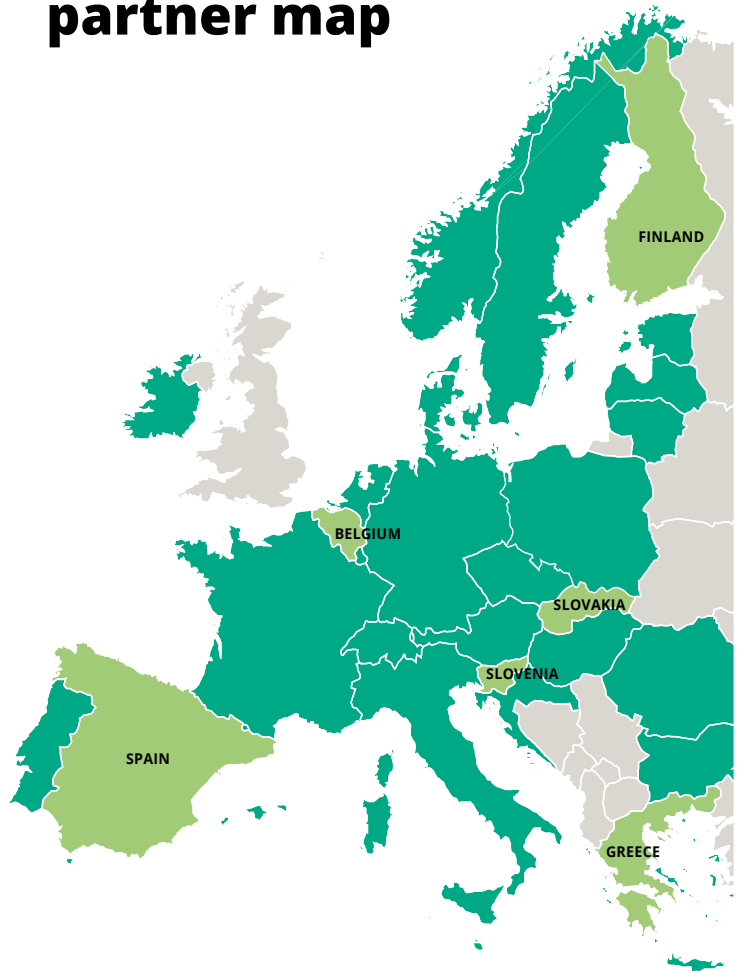 partner map
FINLAND
BELGIUM
SLOVAKIA
SLOVENIA
SPAIN
GREECE